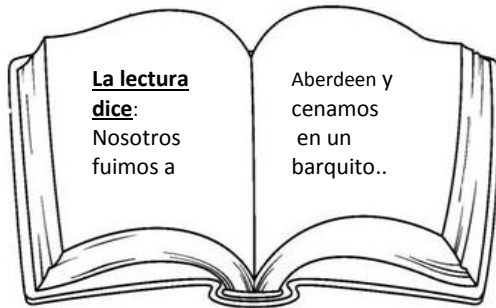 La lectura
dice:
Nosotros
fuimos a
Aberdeen y
cenamos
en un
barquito..